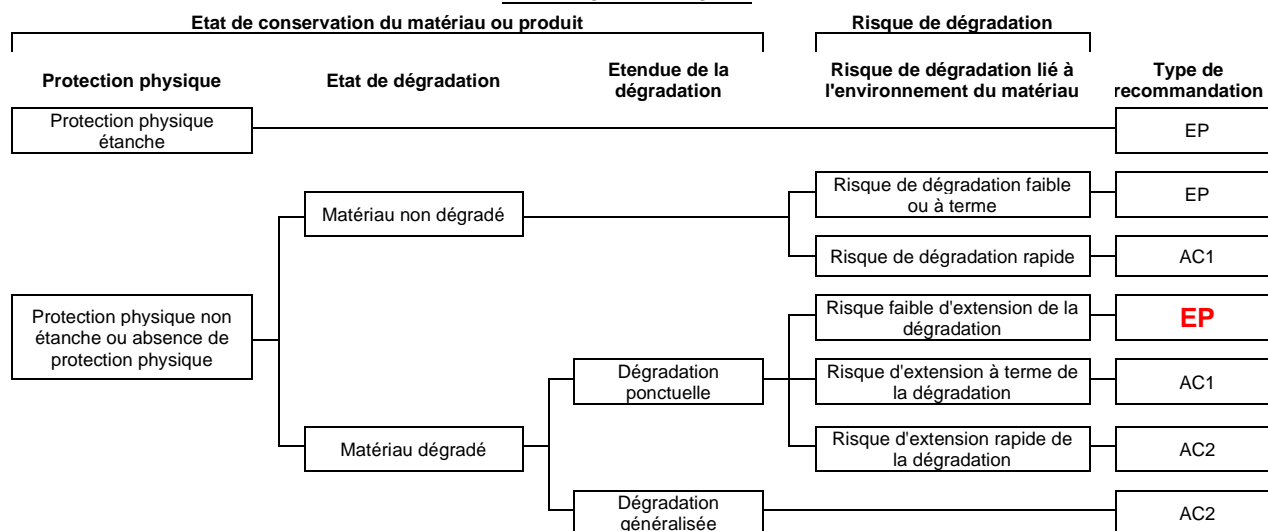 Etat de conservation du matériau ou produit
Risque de dégradation
Protection physique
Etat de dégradation
Etendue de la
dégradation
Risque de dégradation lié à
l'environnement du matériau
Type de
recommandation
Protection physique
étanche
EP
Matériau non dégradé
Risque de dégradation faible
ou à terme
EP
Risque de dégradation rapide
AC1
Protection physique non
étanche ou absence de
protection physique
Risque faible d'extension de la
dégradation
EP
Dégradation
ponctuelle
Risque d'extension à terme de
la dégradation
AC1
Matériau dégradé
Risque d'extension rapide de
la dégradation
AC2
Dégradation
généralisée
AC2